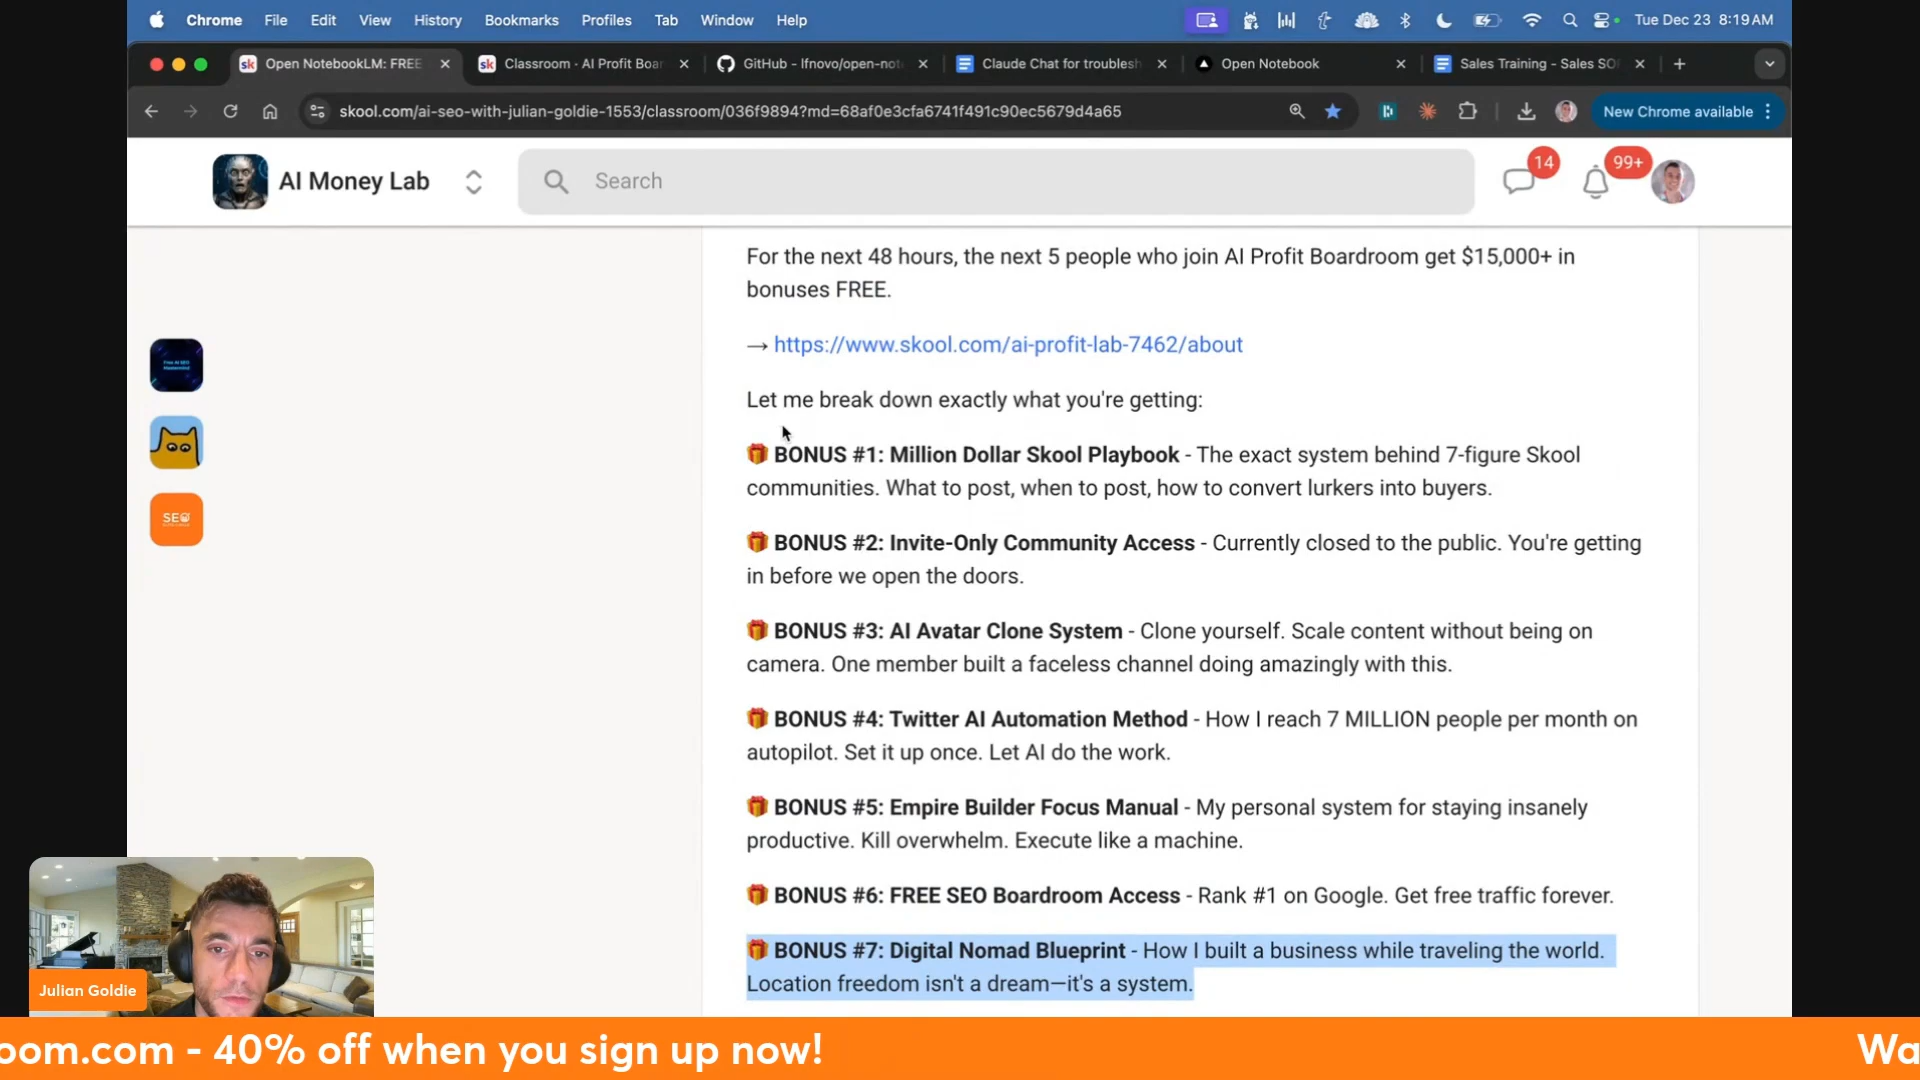 Chrome File Edit View History Bookmarks Profiles Tab Window Help Tue Dec 23 8:19 AM
sk Open NotebookLM: FREE sk Classroom · AI Profit Boar GitHub - lfnovo/open-not Claude Chat for troublesh Open Notebook Sales Training - Sales SO
skool.com/ai-seo-with-julian-goldie-1553/classroom/036f9894?md=68af0e3cfa6741f491c90ec5679d4a65 New Chrome available
AI Money Lab Search 14 99+
For the next 48 hours, the next 5 people who join AI Profit Boardroom get $15,000+ in
bonuses FREE.
→ https://www.skool.com/ai-profit-lab-7462/about
Let me break down exactly what you're getting:
🎁 BONUS #1: Million Dollar Skool Playbook - The exact system behind 7-figure Skool
communities. What to post, when to post, how to convert lurkers into buyers.
🎁 BONUS #2: Invite-Only Community Access - Currently closed to the public. You're getting
in before we open the doors.
🎁 BONUS #3: AI Avatar Clone System - Clone yourself. Scale content without being on
camera. One member built a faceless channel doing amazingly with this.
🎁 BONUS #4: Twitter AI Automation Method - How I reach 7 MILLION people per month on
autopilot. Set it up once. Let AI do the work.
🎁 BONUS #5: Empire Builder Focus Manual - My personal system for staying insanely
productive. Kill overwhelm. Execute like a machine.
🎁 BONUS #6: FREE SEO Boardroom Access - Rank #1 on Google. Get free traffic forever.
🎁 BONUS #7: Digital Nomad Blueprint - How I built a business while traveling the world.
Location freedom isn't a dream—it's a system.
SEO
Julian Goldie
oom.com - 40% off when you sign up now! Wa